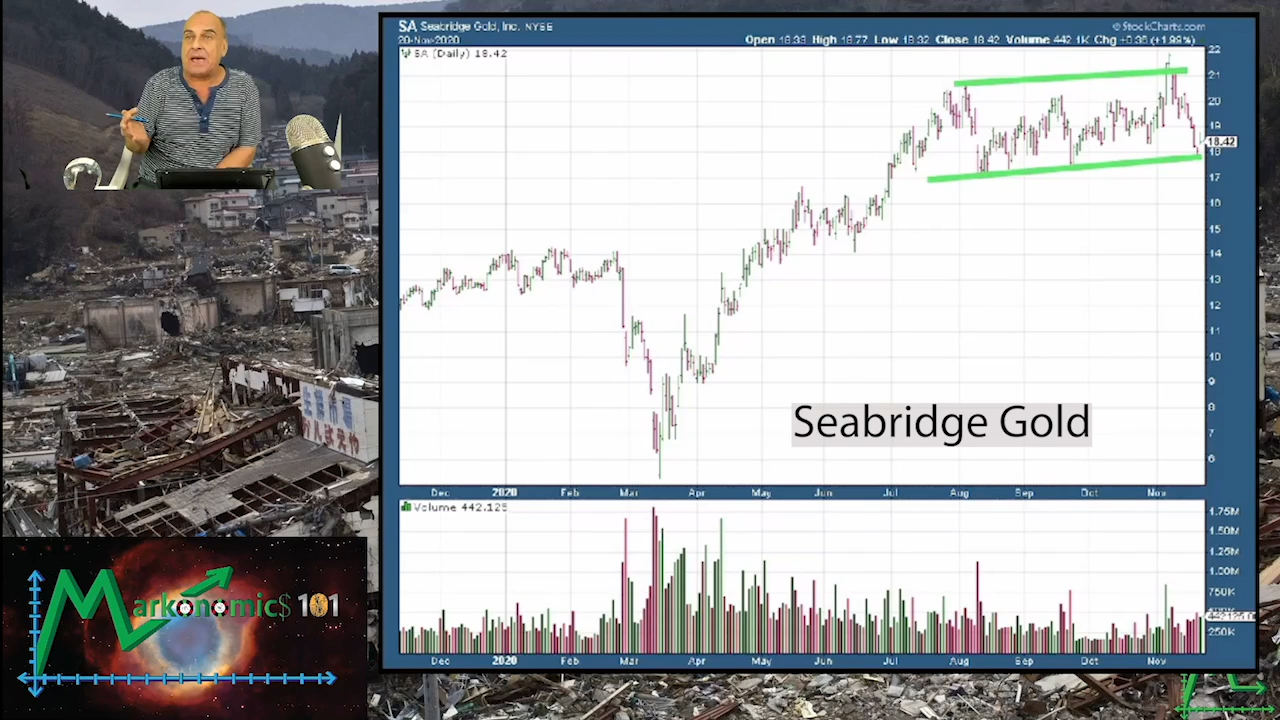 SA Seabridge Gold, Inc. NYSE
© StockCharts.com
20-Nov-2020
Open 18.33 High 18.77 Low 18.32 Close 18.42 Volume 442.1K Chg +0.36 (+1.99%)
SA (Daily) 18.42
22
21
20
19
18.42
18
17
16
15
14
13
12
11
10
9
8
7
6
Seabridge Gold
Dec 2020 Feb Mar Apr May Jun Jul Aug Sep Oct Nov
Volume 442,125
1.75M
1.50M
1.25M
1.00M
750K
250K
Dec 2020 Feb Mar Apr May Jun Jul Aug Sep Oct Nov
Markonomic$ 101